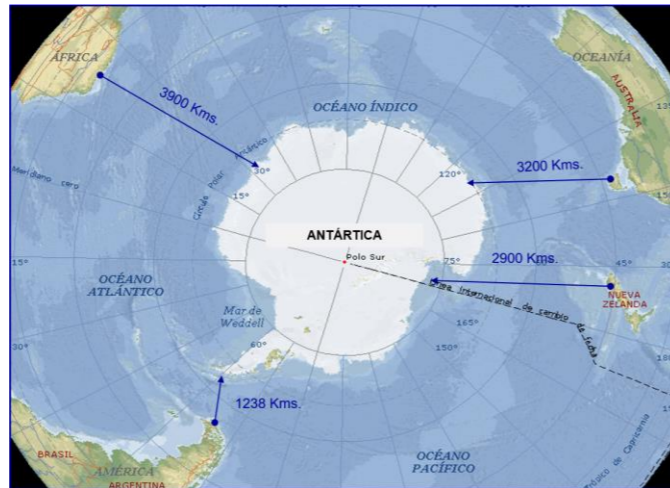 ÁFRICA
OCEANÍA
3900 Kms.
OCÉANO ÍNDICO
AUSTRALIA
135°
Meridiano cero
Círculo Polar Antártico
30°
15°
120°
3200 Kms.
ANTÁRTICA
Polo Sur
2900 Kms.
75°
45°
15°
OCÉANO
ATLÁNTICO
Línea internacional de cambio de fecha
NUEVA
ZELANDA
Mar de
Weddell
165°
150°
30°
60°
1238 Kms.
Trópico de Capricornio
BRASIL
AMÉRICA
ARGENTINA
OCÉANO
PACÍFICO